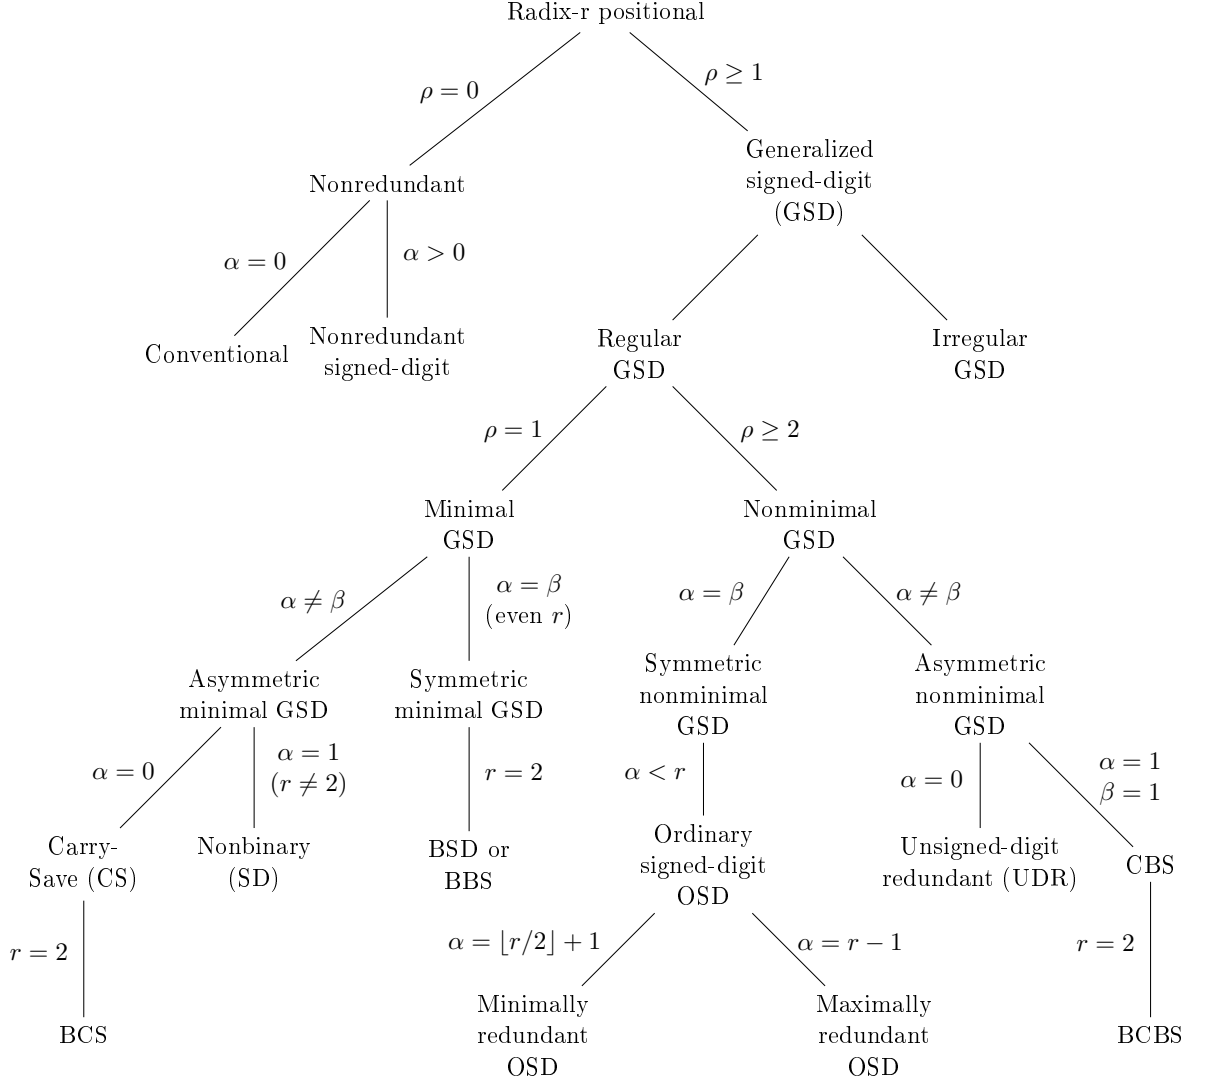 Radix-r positional
ρ = 0
ρ ≥ 1
Nonredundant
Generalized
signed-digit
(GSD)
α = 0
α > 0
Conventional
Nonredundant
signed-digit
Regular
GSD
Irregular
GSD
ρ = 1
ρ ≥ 2
Minimal
GSD
Nonminimal
GSD
α ≠ β
α = β
(even r)
α = β
α ≠ β
Asymmetric
minimal GSD
Symmetric
minimal GSD
Symmetric
nonminimal
GSD
Asymmetric
nonminimal
GSD
α = 0
α = 1
(r ≠ 2)
r = 2
α < r
α = 0
α = 1
β = 1
Carry-
Save (CS)
Nonbinary
(SD)
BSD or
BBS
Ordinary
signed-digit
OSD
Unsigned-digit
redundant (UDR)
CBS
r = 2
α = ⌊r/2⌋ + 1
α = r − 1
r = 2
BCS
Minimally
redundant
OSD
Maximally
redundant
OSD
BCBS